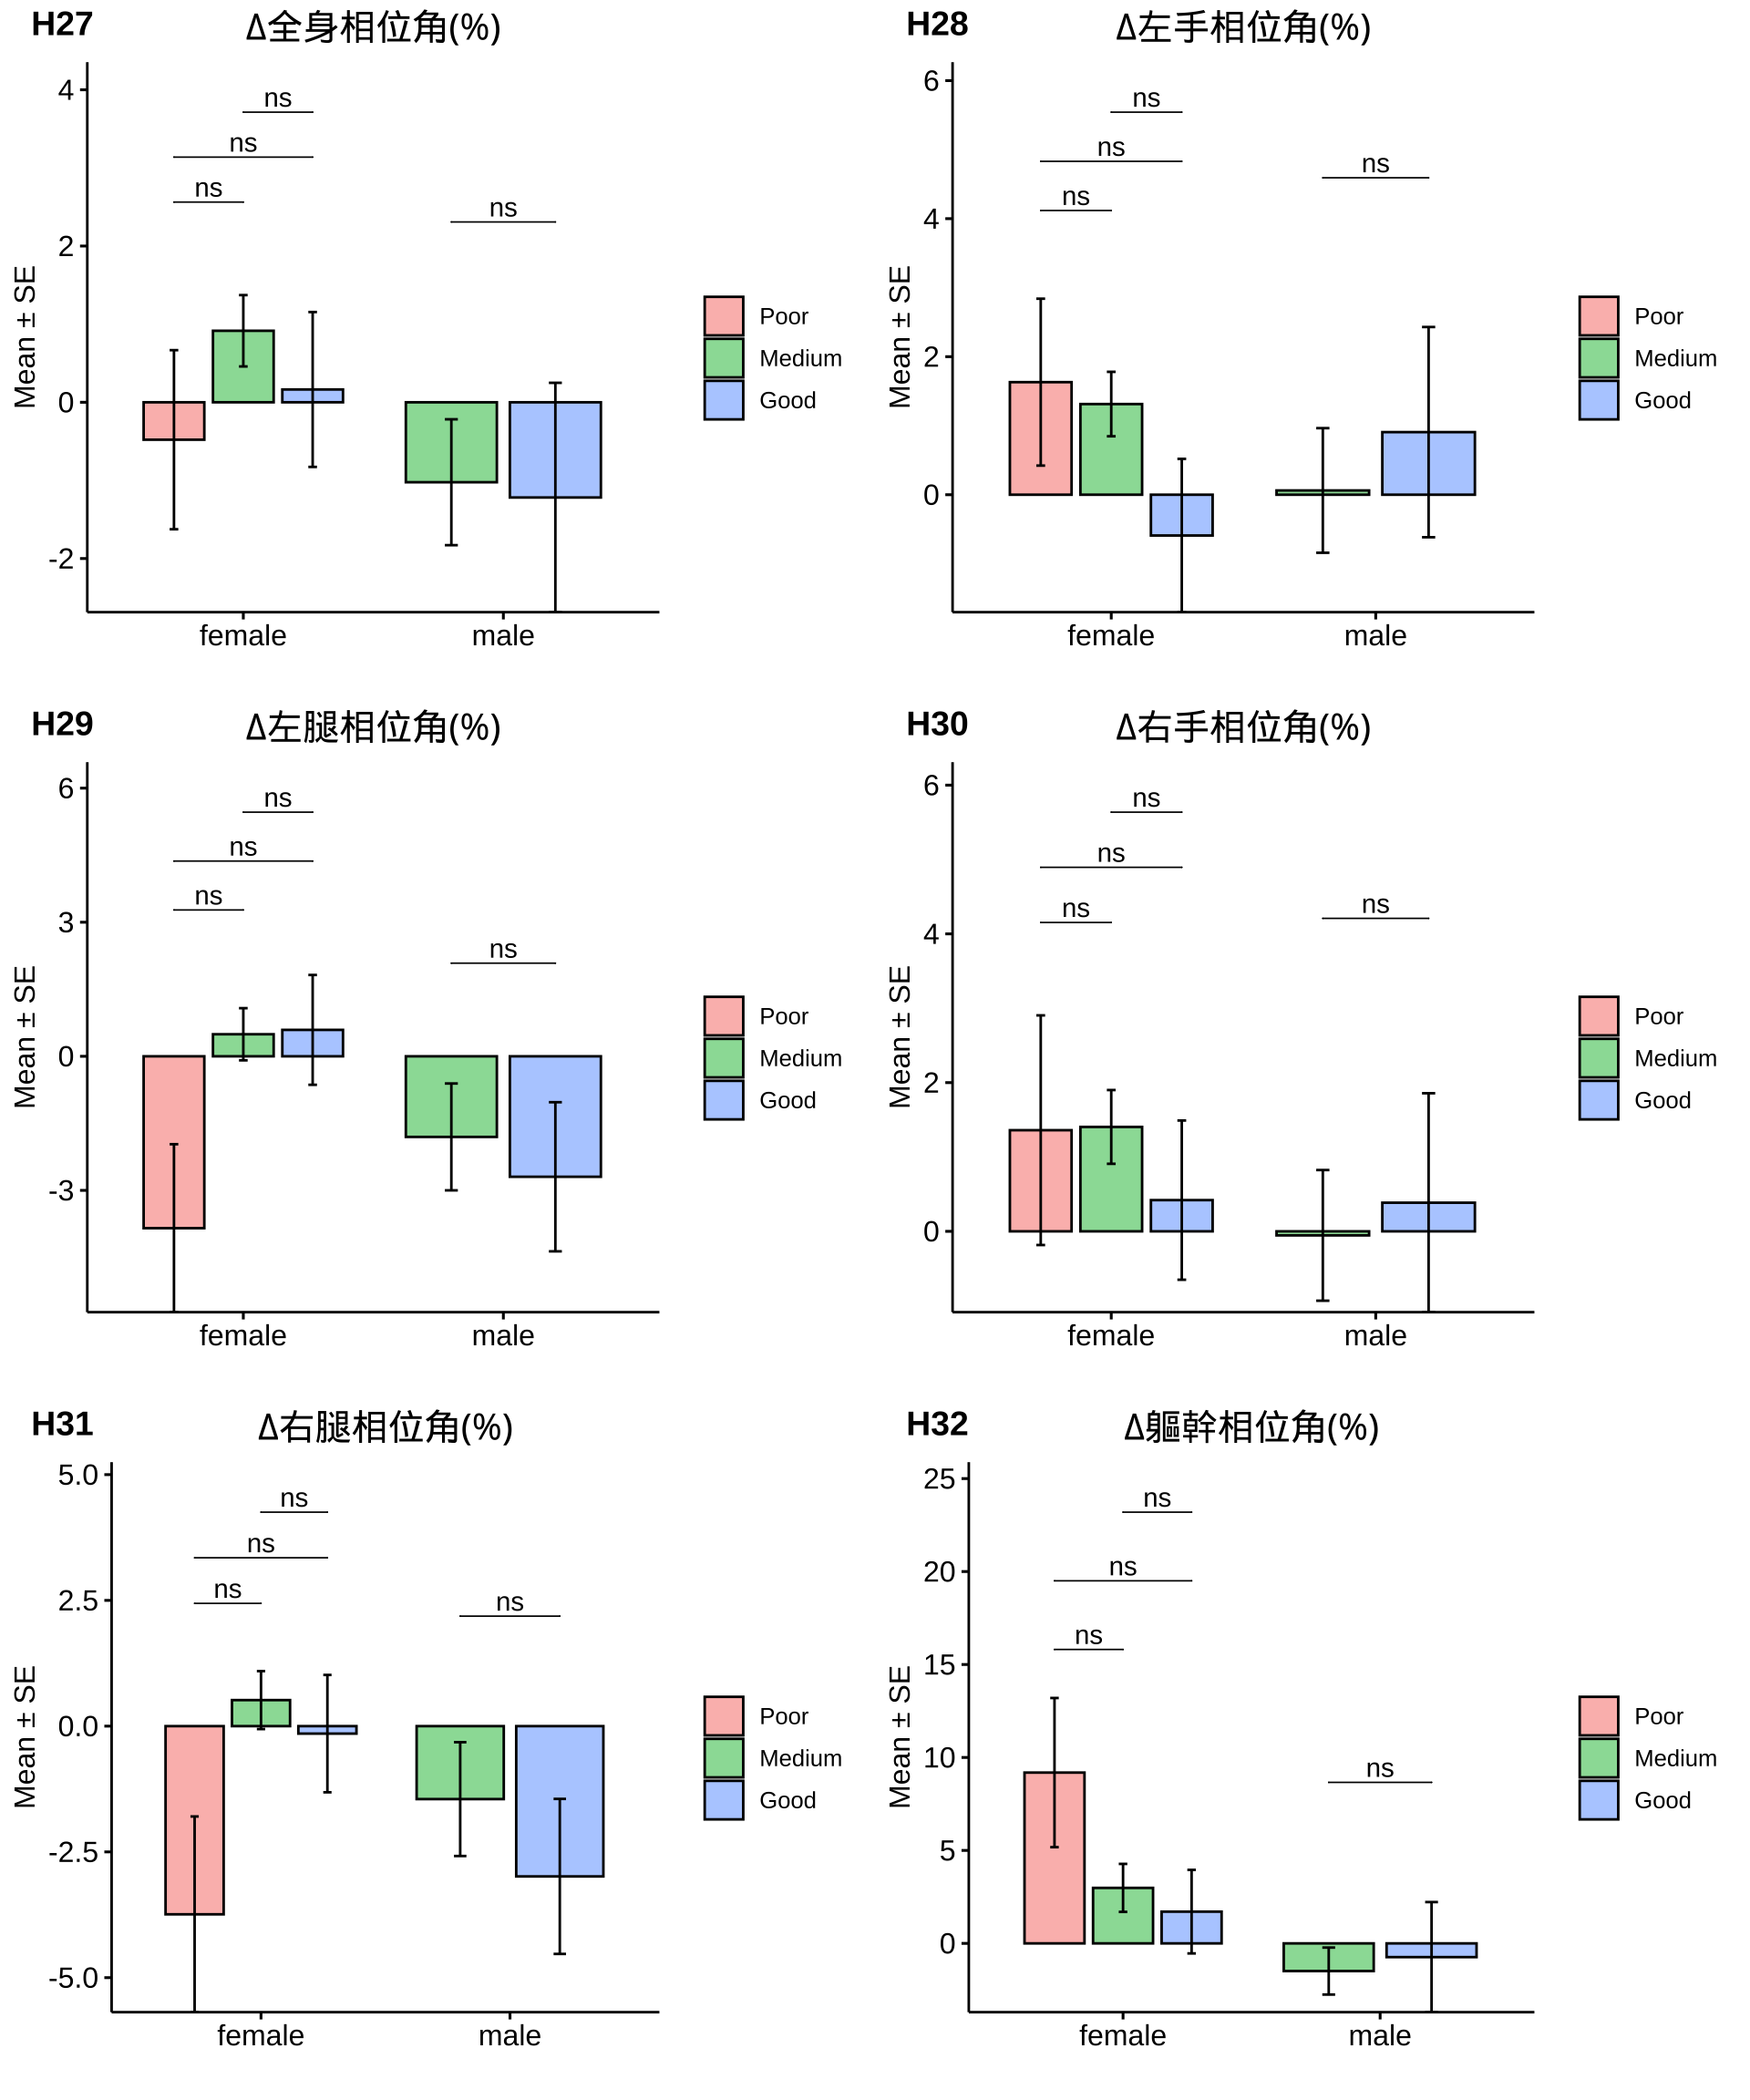 H27
Δ全身相位角(%)
4
2
0
-2
Mean ± SE
ns
ns
ns
ns
female
male
Poor
Medium
Good
H28
Δ左手相位角(%)
6
4
2
0
Mean ± SE
ns
ns
ns
ns
female
male
Poor
Medium
Good
H29
Δ左腿相位角(%)
6
3
0
-3
Mean ± SE
ns
ns
ns
ns
female
male
Poor
Medium
Good
H30
Δ右手相位角(%)
6
4
2
0
Mean ± SE
ns
ns
ns
ns
female
male
Poor
Medium
Good
H31
Δ右腿相位角(%)
5.0
2.5
0.0
-2.5
-5.0
Mean ± SE
ns
ns
ns
ns
female
male
Poor
Medium
Good
H32
Δ軀幹相位角(%)
25
20
15
10
5
0
Mean ± SE
ns
ns
ns
ns
female
male
Poor
Medium
Good